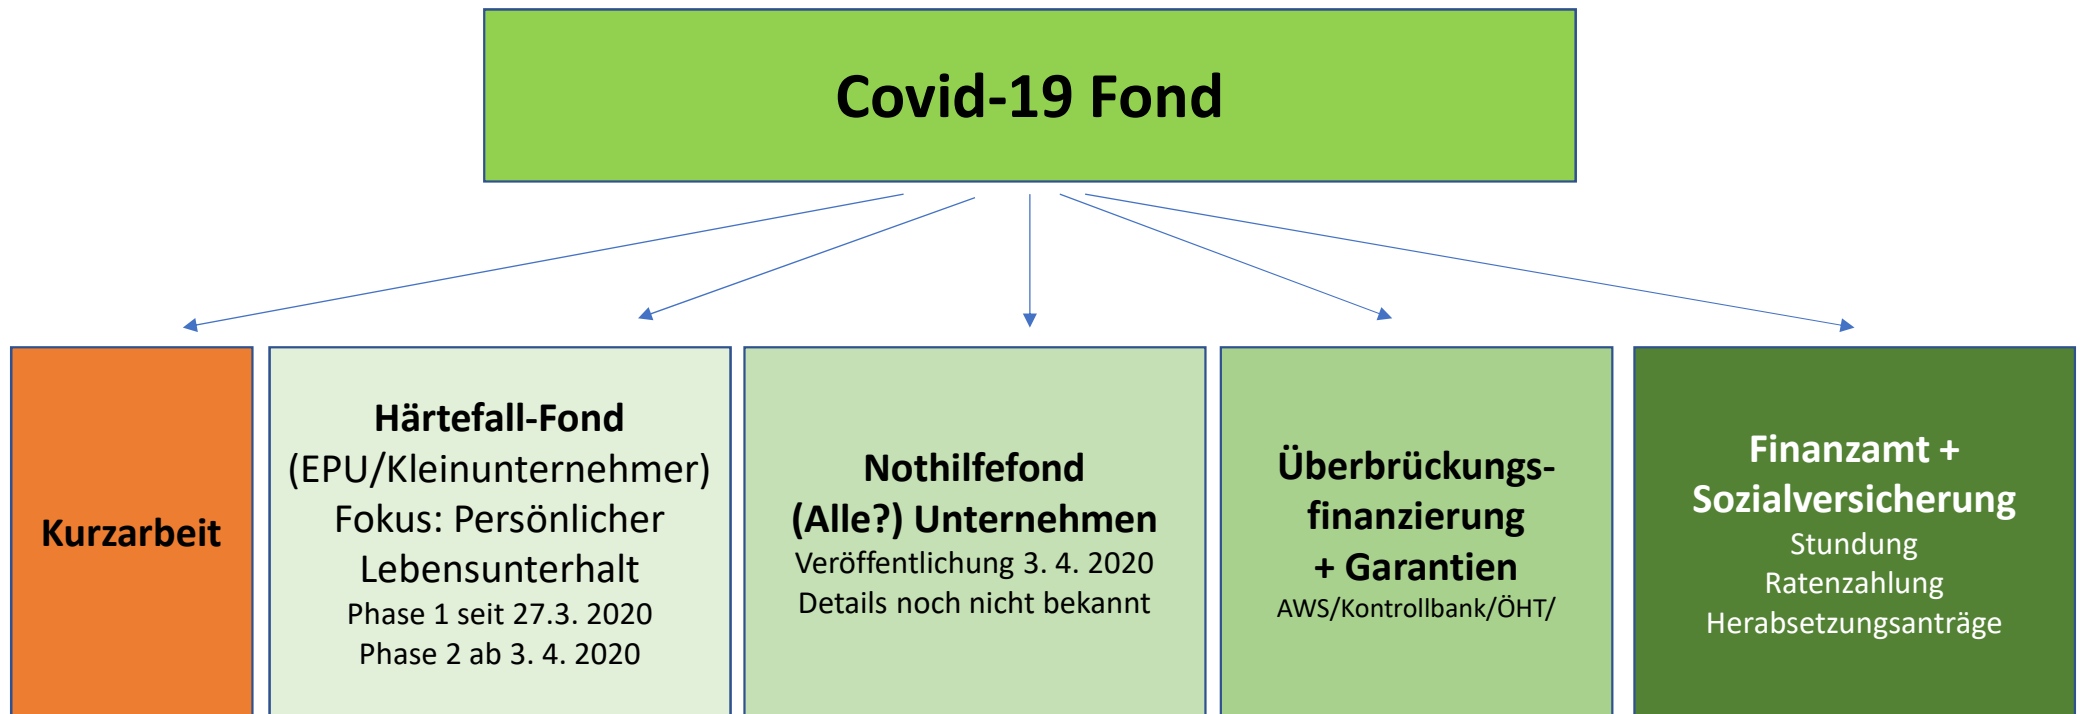 Covid-19 Fond
Kurzarbeit
Härtefall-Fond
(EPU/Kleinunternehmer)
Fokus: Persönlicher
Lebensunterhalt
Phase 1 seit 27.3. 2020
Phase 2 ab 3. 4. 2020
Nothilfefond
(Alle?) Unternehmen
Veröffentlichung 3. 4. 2020
Details noch nicht bekannt
Überbrückungs-
finanzierung
+ Garantien
AWS/Kontrollbank/ÖHT/
Finanzamt +
Sozialversicherung
Stundung
Ratenzahlung
Herabsetzungsanträge